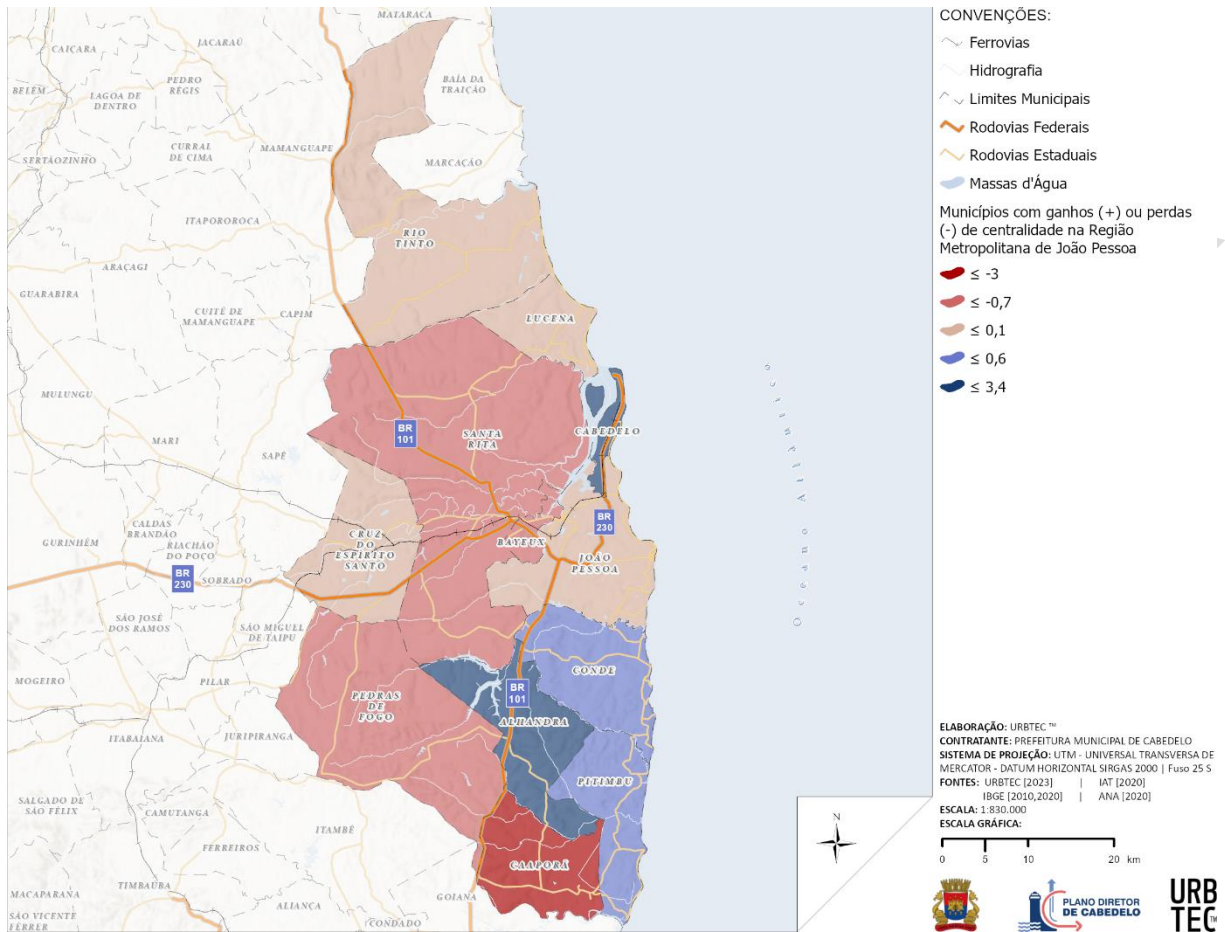 MATARACA
CAIÇARA
JACARAÚ
BAÍA DA
TRAIÇÃO
PEDRO
RÉGIS
BELÉM
LAGOA DE
DENTRO
CURRAL
DE CIMA
MAMANGUAPE
SERTÃOZINHO
MARCAÇÃO
ITAPOROROCA
RIO
TINTO
ARAÇAGI
GUARABIRA
CUITÉ DE
MAMANGUAPE
CAPIM
LUCENA
MULUNGU
MARI
SAPÉ
BR
101
SANTA
RITA
CABEDELO
Oceano Atlântico
CALDAS
BRANDÃO
GURINHÉM
RIACHÃO
DO POÇO
SOBRADO
CRUZ
DO
ESPÍRITO
SANTO
BAYEUX
BR
230
JOÃO
PESSOA
BR
230
SÃO JOSÉ
DOS RAMOS
SÃO MIGUEL
DE TAIPU
MOGEIRO
PILAR
PEDRAS
DE
FOGO
BR
101
CONDE
ALHANDRA
ITABAIANA
JURIPIRANGA
PITIMBU
SALGADO DE
SÃO FÉLIX
CAMUTANGA
ITAMBÉ
FERREIROS
CAAPORÃ
MACAPARANA
TIMBAÚBA
ALIANÇA
GOIANA
CONDADO
SÃO VICENTE
FÉRRER
N
CONVENÇÕES:
Ferrovias
Hidrografia
Limites Municipais
Rodovias Federais
Rodovias Estaduais
Massas d'Água
Municípios com ganhos (+) ou perdas
(-) de centralidade na Região
Metropolitana de João Pessoa
≤ -3
≤ -0,7
≤ 0,1
≤ 0,6
≤ 3,4
ELABORAÇÃO: URBTEC™
CONTRATANTE: PREFEITURA MUNICIPAL DE CABEDELO
SISTEMA DE PROJEÇÃO: UTM - UNIVERSAL TRANSVERSA DE
MERCATOR - DATUM HORIZONTAL SIRGAS 2000 | Fuso 25 S
FONTES: URBTEC [2023] | IAT [2020]
IBGE [2010,2020] | ANA [2020]
ESCALA: 1:830.000
ESCALA GRÁFICA:
0 5 10 20 km
PLANO DIRETOR
DE CABEDELO
URB
TEC™